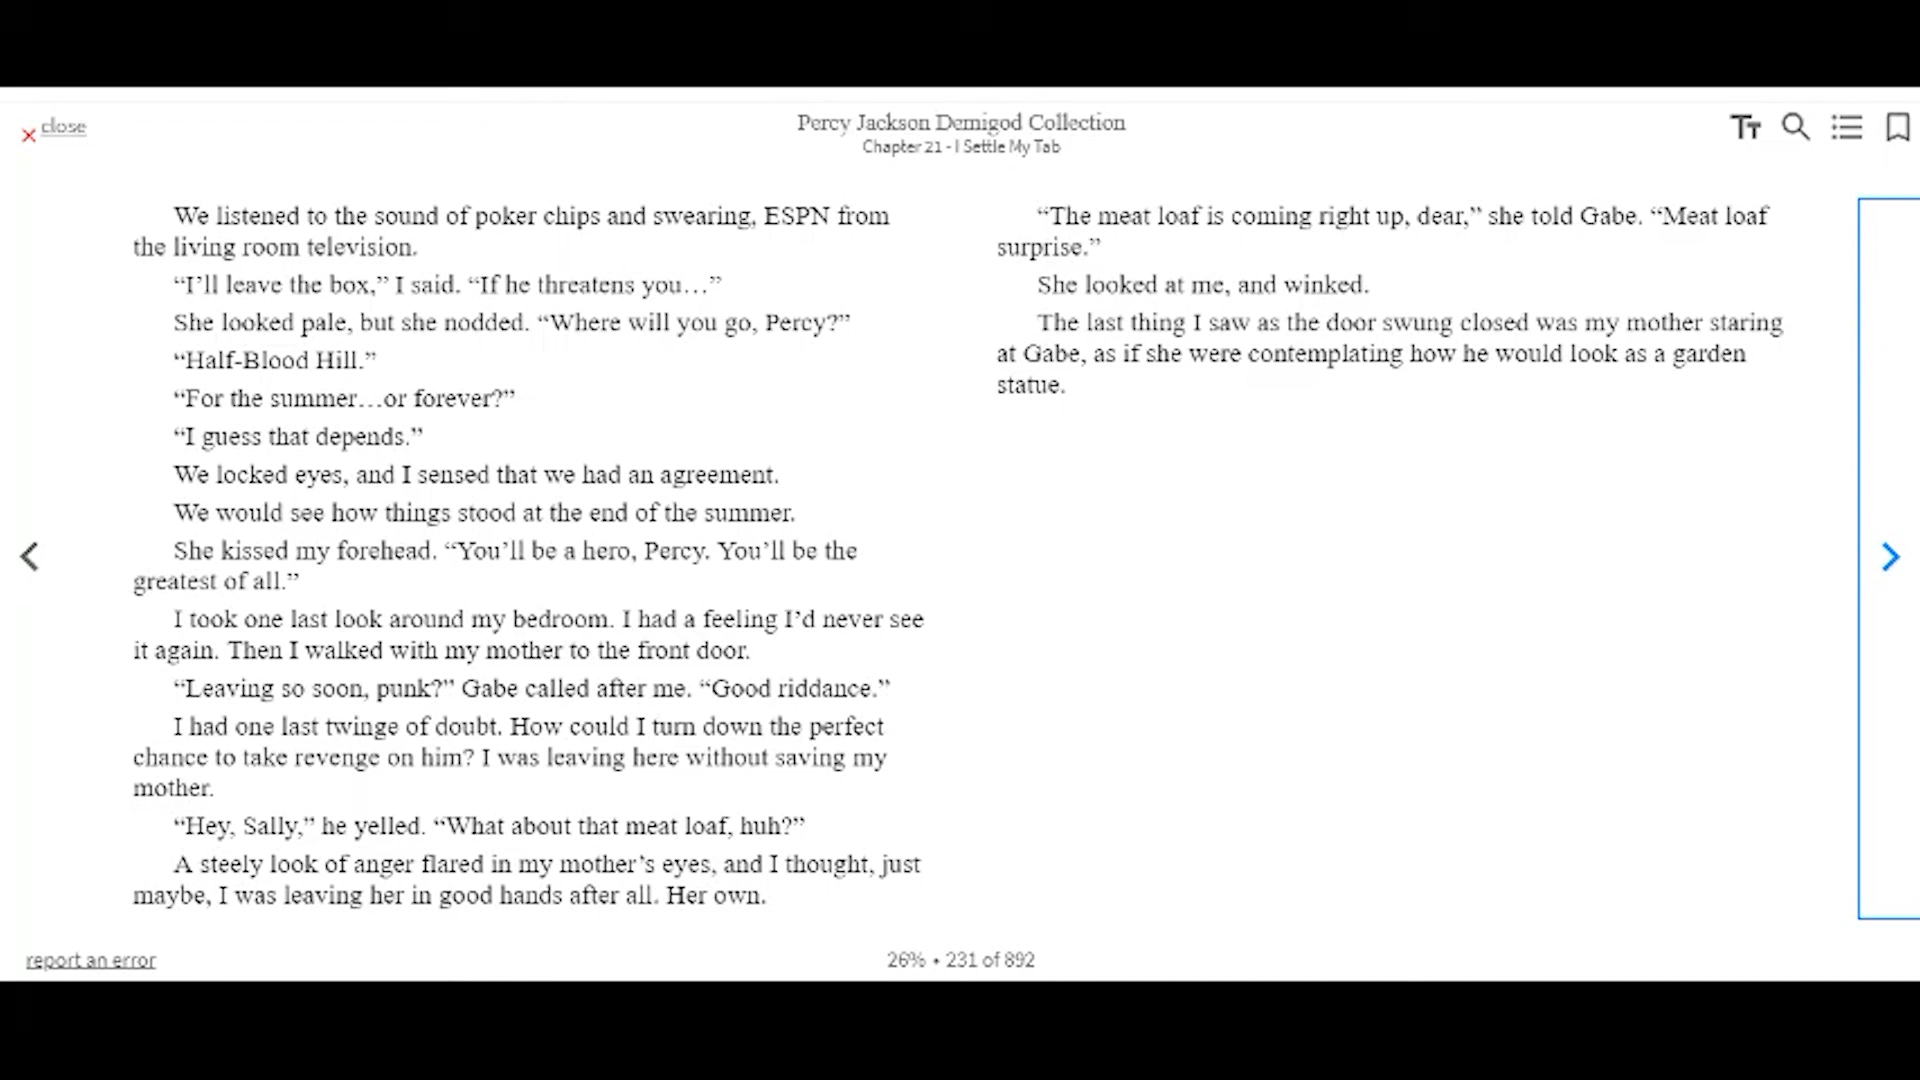 close
Percy Jackson Demigod Collection
Chapter 21 - I Settle My Tab
TT
We listened to the sound of poker chips and swearing, ESPN from
the living room television.
“I’ll leave the box,” I said. “If he threatens you…”
She looked pale, but she nodded. “Where will you go, Percy?”
“Half-Blood Hill.”
“For the summer…or forever?”
“I guess that depends.”
We locked eyes, and I sensed that we had an agreement.
We would see how things stood at the end of the summer.
She kissed my forehead. “You’ll be a hero, Percy. You’ll be the
greatest of all.”
I took one last look around my bedroom. I had a feeling I’d never see
it again. Then I walked with my mother to the front door.
“Leaving so soon, punk?” Gabe called after me. “Good riddance.”
I had one last twinge of doubt. How could I turn down the perfect
chance to take revenge on him? I was leaving here without saving my
mother.
“Hey, Sally,” he yelled. “What about that meat loaf, huh?”
A steely look of anger flared in my mother’s eyes, and I thought, just
maybe, I was leaving her in good hands after all. Her own.
“The meat loaf is coming right up, dear,” she told Gabe. “Meat loaf
surprise.”
She looked at me, and winked.
The last thing I saw as the door swung closed was my mother staring
at Gabe, as if she were contemplating how he would look as a garden
statue.
report an error
26% • 231 of 892